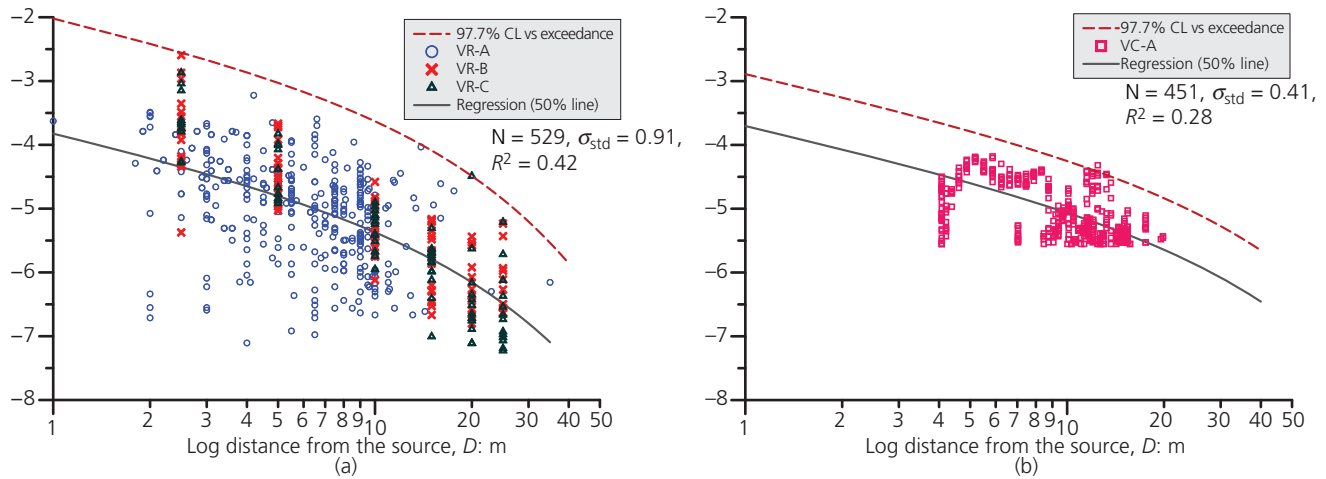 −2
−3
−4
−5
−6
−7
−8
97.7% CL vs exceedance
VR-A
VR-B
VR-C
Regression (50% line)
N = 529, σstd = 0.91,
R² = 0.42
1 2 3 4 5 6 7 8 9 10 20 30 40 50
Log distance from the source, D: m
(a)
−2
−3
−4
−5
−6
−7
−8
97.7% CL vs exceedance
VC-A
Regression (50% line)
N = 451, σstd = 0.41,
R² = 0.28
1 2 3 4 5 6 7 8 9 10 20 30 40 50
Log distance from the source, D: m
(b)